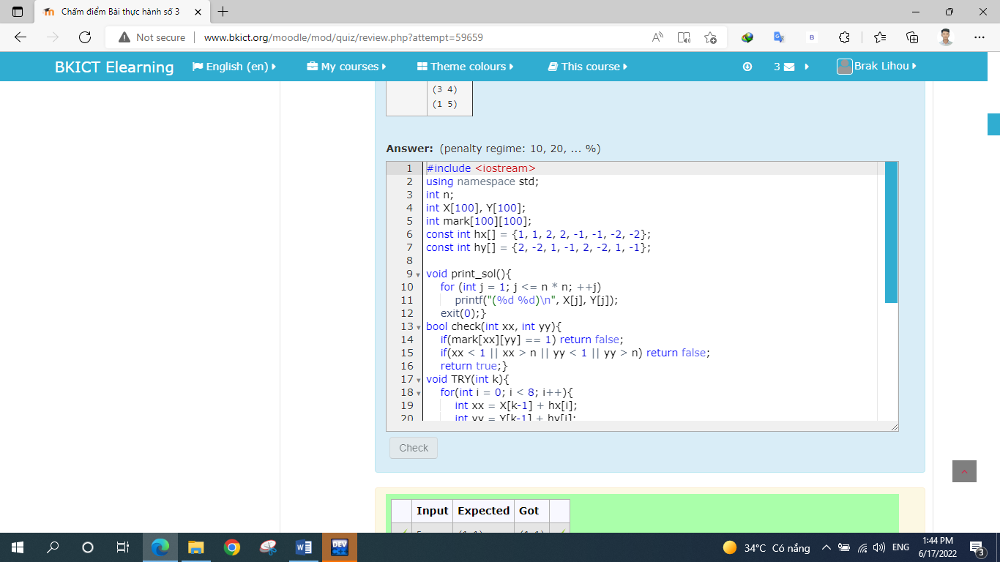 Chấm điểm Bài thực hành số 3
Not secure www.bkict.org/moodle/mod/quiz/review.php?attempt=59659
BKICT Elearning English (en) My courses Theme colours This course 3 Brak Lihou
(3 4)
(1 5)
Answer: (penalty regime: 10, 20, ... %)
1 #include <iostream>
2 using namespace std;
3 int n;
4 int X[100], Y[100];
5 int mark[100][100];
6 const int hx[] = {1, 1, 2, 2, -1, -1, -2, -2};
7 const int hy[] = {2, -2, 1, -1, 2, -2, 1, -1};
8
9 void print_sol(){
10 for (int j = 1; j <= n * n; ++j)
11 printf("(%d %d)\n", X[j], Y[j]);
12 exit(0);}
13 bool check(int xx, int yy){
14 if(mark[xx][yy] == 1) return false;
15 if(xx < 1 || xx > n || yy < 1 || yy > n) return false;
16 return true;}
17 void TRY(int k){
18 for(int i = 0; i < 8; i++){
19 int xx = X[k-1] + hx[i];
20 int yy = Y[k-1] + hy[i];
Check
Input Expected Got
W DEV 34°C Có nắng ENG 1:44 PM
6/17/2022 3